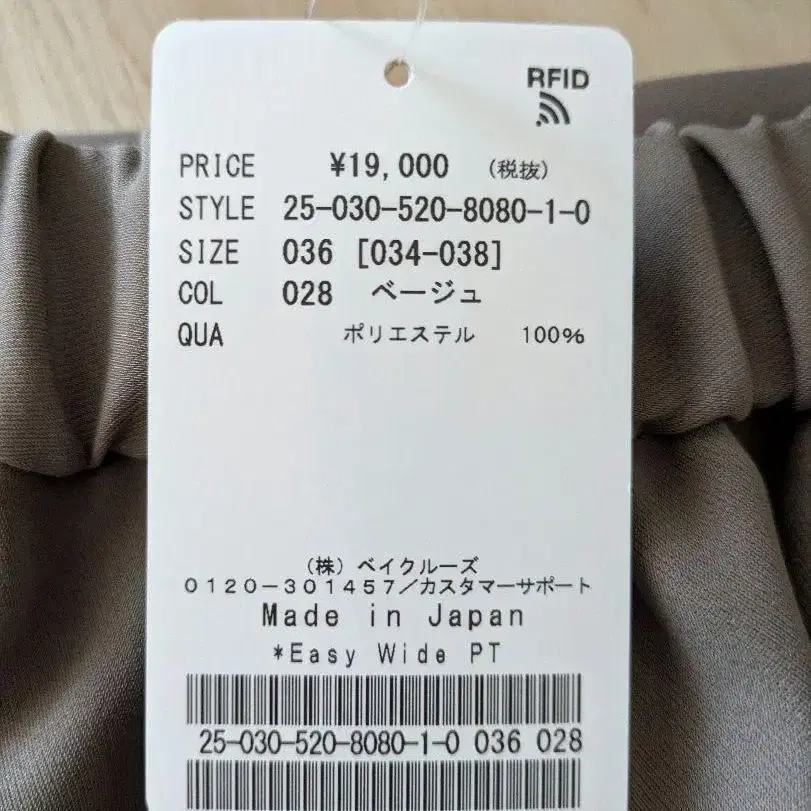 RFID
PRICE ¥19,000 (税抜)
STYLE 25-030-520-8080-1-0
SIZE 036 [034-038]
COL 028 ベージュ
QUA ポリエステル 100%
(株) ベイクルーズ
0120-301457/カスタマーサポート
Made in Japan
*Easy Wide PT
25-030-520-8080-1-0 036 028